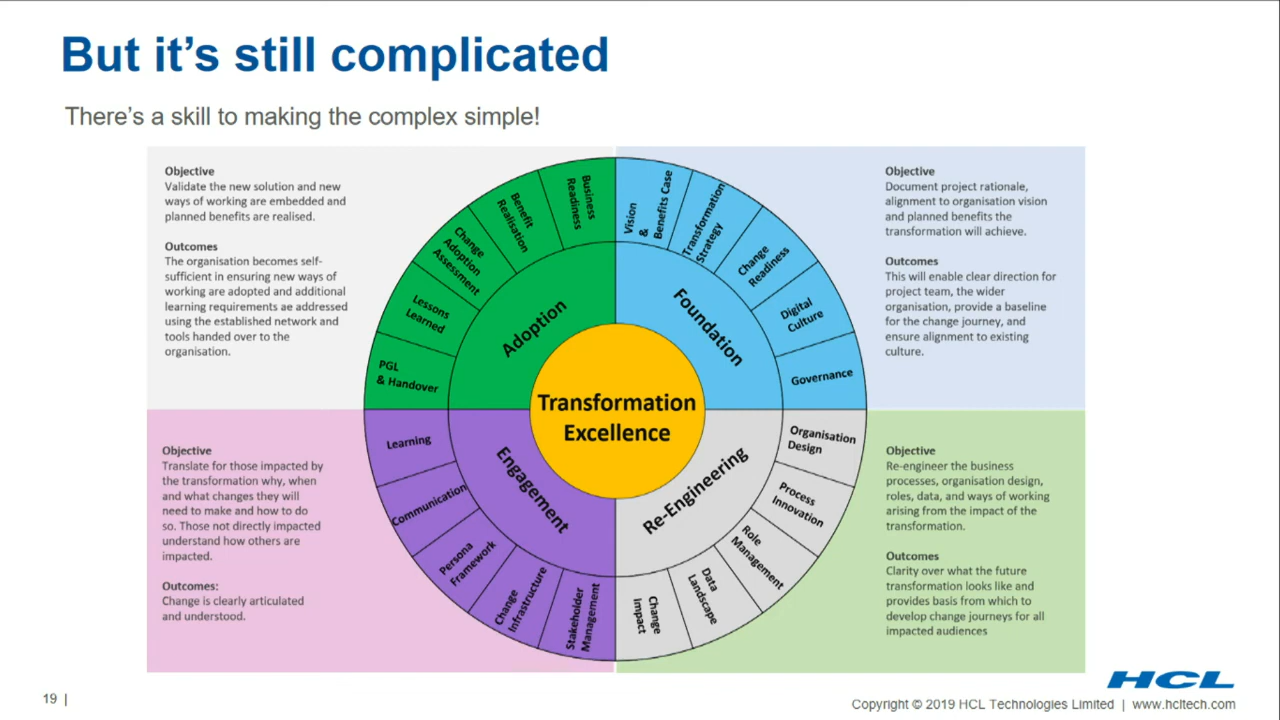 But it's still complicated
There's a skill to making the complex simple!
Objective
Validate the new solution and new
ways of working are embedded and
planned benefits are realised.
Outcomes
The organisation becomes self-
sufficient in ensuring new ways of
working are adopted and additional
learning requirements ae addressed
using the established network and
tools handed over to the
organisation.
Objective
Document project rationale,
alignment to organisation vision
and planned benefits the
transformation will achieve.
Outcomes
This will enable clear direction for
project team, the wider
organisation, provide a baseline
for the change journey, and
ensure alignment to existing
culture.
Transformation
Excellence
Adoption
PGL
& Handover
Lessons
Learned
Change
Adoption
Assessment
Benefit
Realisation
Business
Readiness
Foundation
Vision
&
Benefits Case
Transformation
Strategy
Change
Readiness
Digital
Culture
Governance
Re-Engineering
Organisation
Design
Process
Innovation
Role
Management
Data
Landscape
Change
Impact
Engagement
Stakeholder
Management
Change
Infrastructure
Persona
Framework
Communication
Learning
Objective
Translate for those impacted by
the transformation why, when
and what changes they will
need to make and how to do
so. Those not directly impacted
understand how others are
impacted.
Outcomes:
Change is clearly articulated
and understood.
Objective
Re-engineer the business
processes, organisation design,
roles, data, and ways of working
arising from the impact of the
transformation.
Outcomes
Clarity over what the future
transformation looks like and
provides basis from which to
develop change journeys for all
impacted audiences
HCL
19 |
Copyright © 2019 HCL Technologies Limited | www.hcltech.com